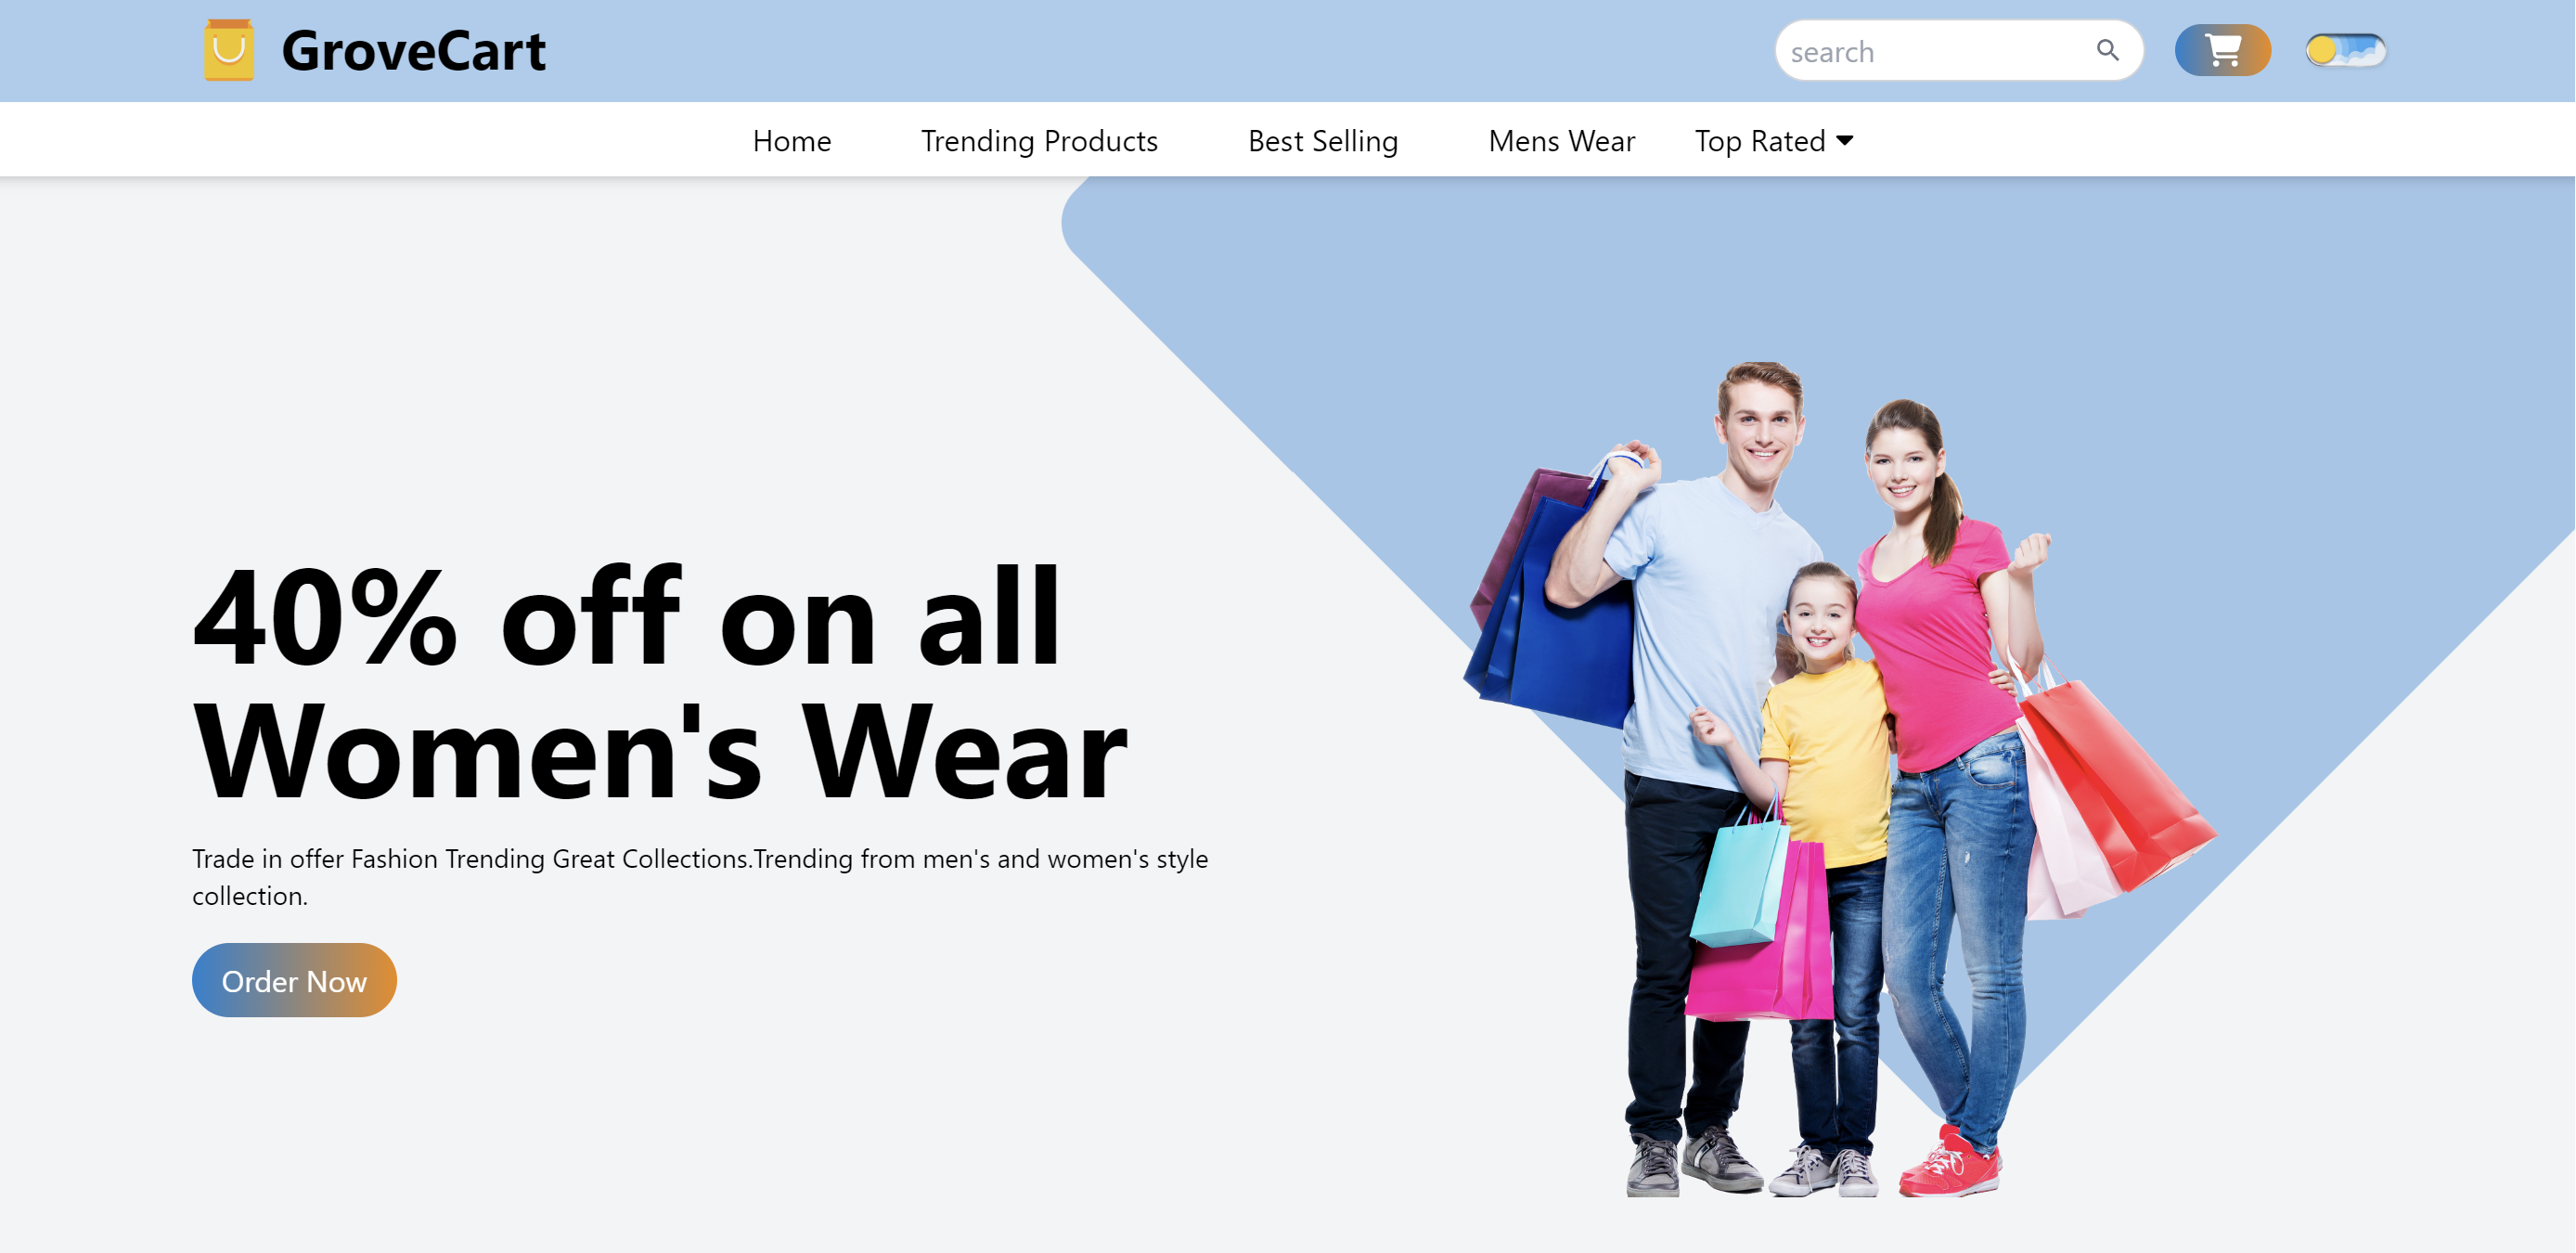 GroveCart
search
Home Trending Products Best Selling Mens Wear Top Rated
40% off on all
Women's Wear
Trade in offer Fashion Trending Great Collections.Trending from men's and women's style
collection.
Order Now